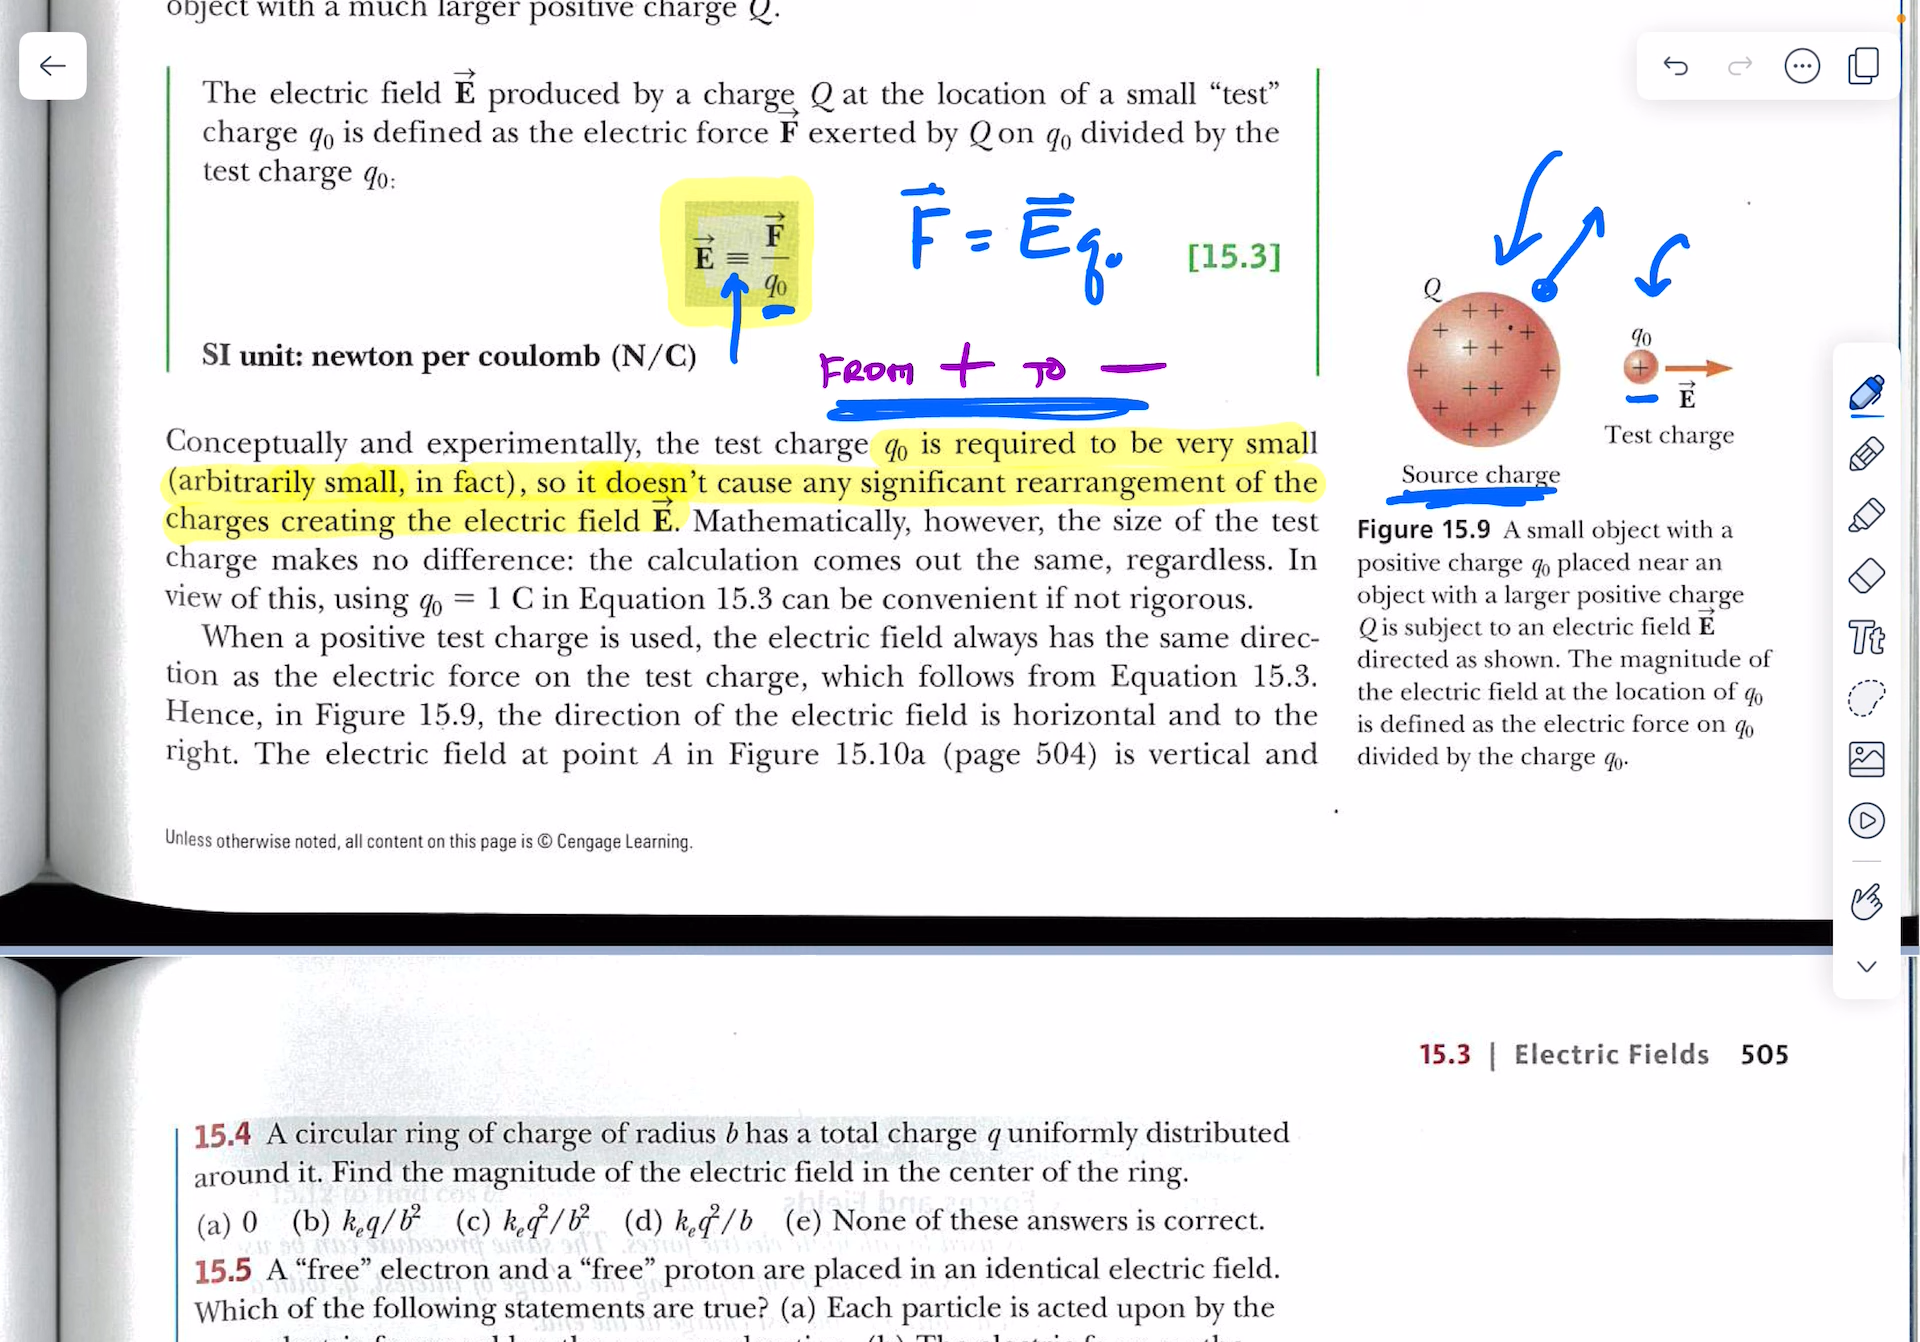 object with a much larger positive charge Q.
The electric field E⃗ produced by a charge Q at the location of a small “test”
charge q₀ is defined as the electric force F⃗ exerted by Q on q₀ divided by the
test charge q₀:
E⃗ ≡ F⃗/q₀
F⃗ = E⃗q₀
[15.3]
SI unit: newton per coulomb (N/C)
FROM + TO −
Conceptually and experimentally, the test charge q₀ is required to be very small
(arbitrarily small, in fact), so it doesn’t cause any significant rearrangement of the
charges creating the electric field E⃗. Mathematically, however, the size of the test
charge makes no difference: the calculation comes out the same, regardless. In
view of this, using q₀ = 1 C in Equation 15.3 can be convenient if not rigorous.
When a positive test charge is used, the electric field always has the same direc-
tion as the electric force on the test charge, which follows from Equation 15.3.
Hence, in Figure 15.9, the direction of the electric field is horizontal and to the
right. The electric field at point A in Figure 15.10a (page 504) is vertical and
Q
q₀
E⃗
Test charge
Source charge
Figure 15.9 A small object with a
positive charge q₀ placed near an
object with a larger positive charge
Q is subject to an electric field E⃗
directed as shown. The magnitude of
the electric field at the location of q₀
is defined as the electric force on q₀
divided by the charge q₀.
Unless otherwise noted, all content on this page is © Cengage Learning.
Tt
15.3 | Electric Fields 505
15.4 A circular ring of charge of radius b has a total charge q uniformly distributed
around it. Find the magnitude of the electric field in the center of the ring.
(a) 0 (b) kₑq/b² (c) kₑq²/b² (d) kₑq²/b (e) None of these answers is correct.
15.5 A “free” electron and a “free” proton are placed in an identical electric field.
Which of the following statements are true? (a) Each particle is acted upon by the